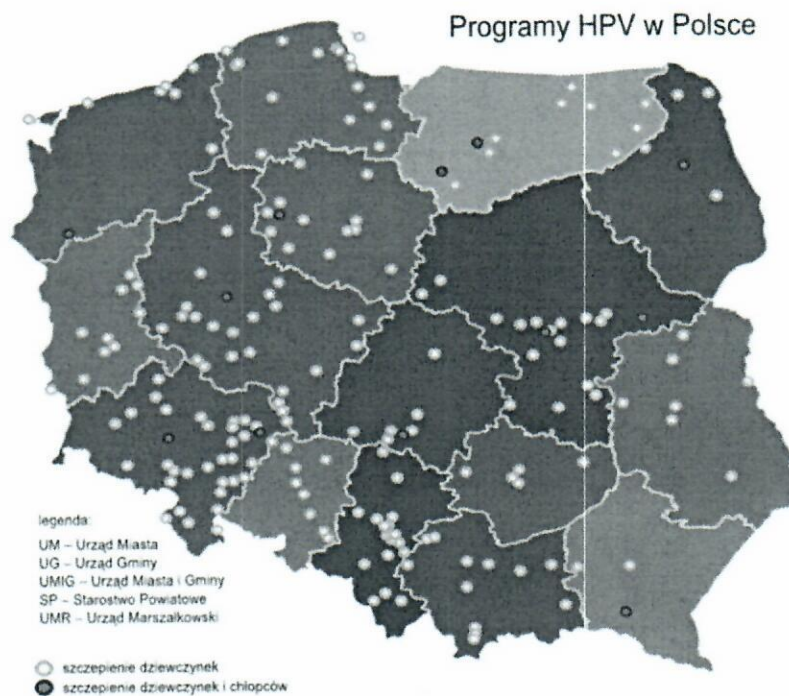 Programy HPV w Polsce
legenda:
UM – Urząd Miasta
UG – Urząd Gminy
UMIG – Urząd Miasta i Gminy
SP – Starostwo Powiatowe
UMR – Urząd Marszałkowski
szczepienie dziewczynek
szczepienie dziewczynek i chłopców